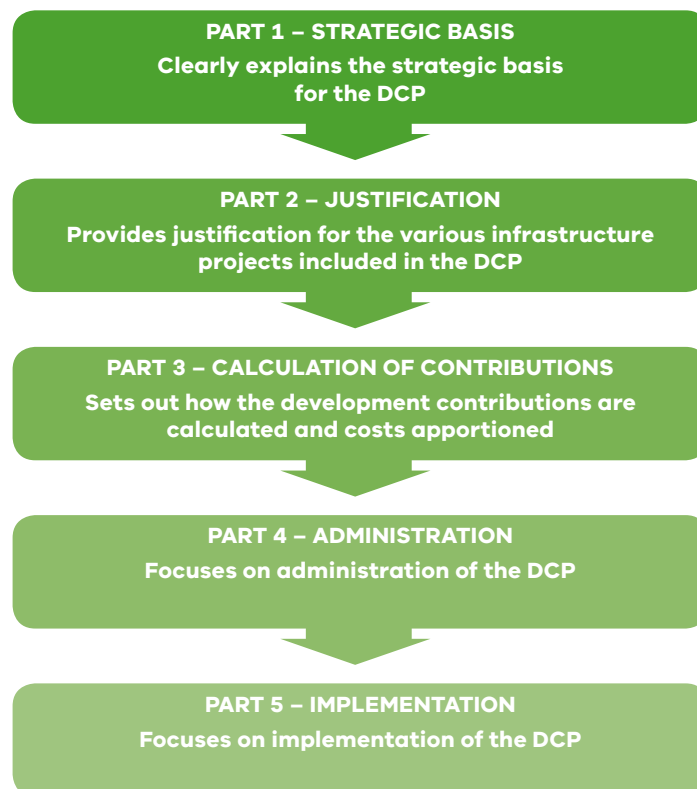 PART 1 – STRATEGIC BASIS
Clearly explains the strategic basis
for the DCP
PART 2 – JUSTIFICATION
Provides justification for the various infrastructure
projects included in the DCP
PART 3 – CALCULATION OF CONTRIBUTIONS
Sets out how the development contributions are
calculated and costs apportioned
PART 4 – ADMINISTRATION
Focuses on administration of the DCP
PART 5 – IMPLEMENTATION
Focuses on implementation of the DCP